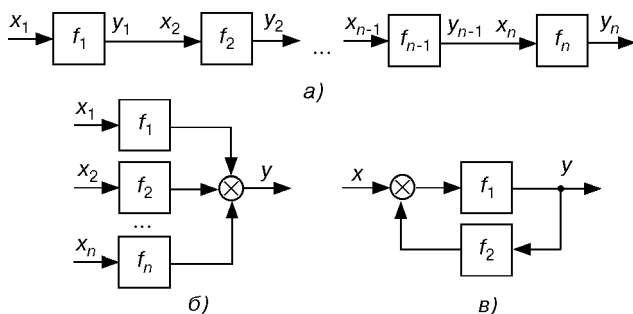 x₁ f₁ y₁ x₂ f₂ y₂ ... xₙ₋₁ fₙ₋₁ yₙ₋₁ xₙ fₙ yₙ
а)
x₁ f₁
x₂ f₂ y
...
xₙ fₙ
б)
x f₁ y
f₂
в)